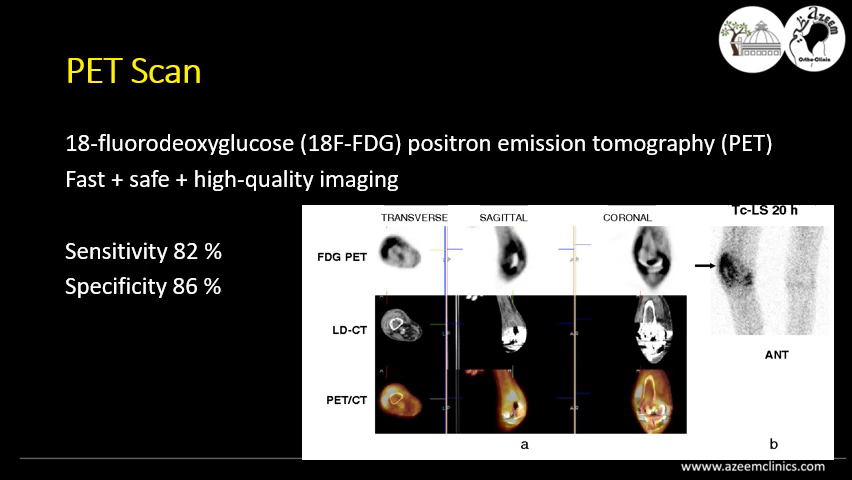 Azeem
Ortho-Clinic
PET Scan
18-fluorodeoxyglucose (18F-FDG) positron emission tomography (PET)
Fast + safe + high-quality imaging
Sensitivity 82 %
Specificity 86 %
TRANSVERSE SAGITTAL CORONAL
Tc-LS 20 h
FDG PET
LD-CT
PET/CT
ANT
a
b
www.azeemclinics.com